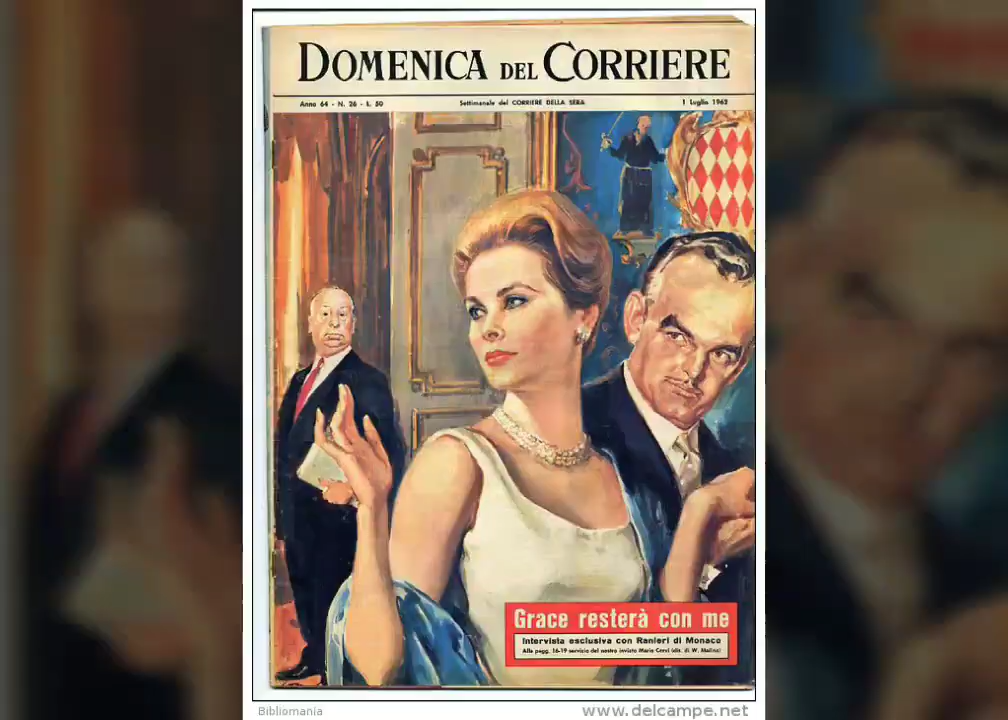 DOMENICA DEL CORRIERE
Anno 64 - N. 26 - L. 50
Settimanale del CORRIERE DELLA SERA
1 Luglio 1962
Grace resterà con me
Intervista esclusiva con Ranieri di Monaco
Alle pagg. 16-19 servizio del nostro inviato Mario Cervi (dis. di W. Molino)
Bibliomania
www.delcampe.net